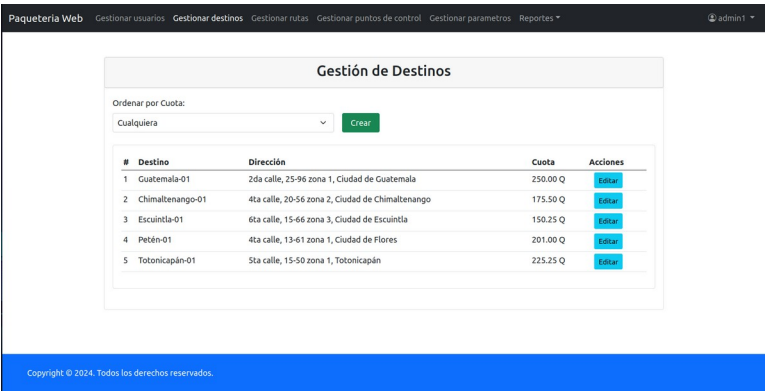 Paqueteria Web Gestionar usuarios Gestionar destinos Gestionar rutas Gestionar puntos de control Gestionar parametros Reportes admin1
Gestión de Destinos
Ordenar por Cuota:
Cualquiera Crear
# Destino Dirección Cuota Acciones
1 Guatemala-01 2da calle, 25-96 zona 1, Ciudad de Guatemala 250.00 Q Editar
2 Chimaltenango-01 4ta calle, 20-56 zona 2, Ciudad de Chimaltenango 175.50 Q Editar
3 Escuintla-01 6ta calle, 15-66 zona 3, Ciudad de Escuintla 150.25 Q Editar
4 Petén-01 4ta calle, 13-61 zona 1, Ciudad de Flores 201.00 Q Editar
5 Totonicapán-01 5ta calle, 15-50 zona 1, Totonicapán 225.25 Q Editar
Copyright © 2024. Todos los derechos reservados.